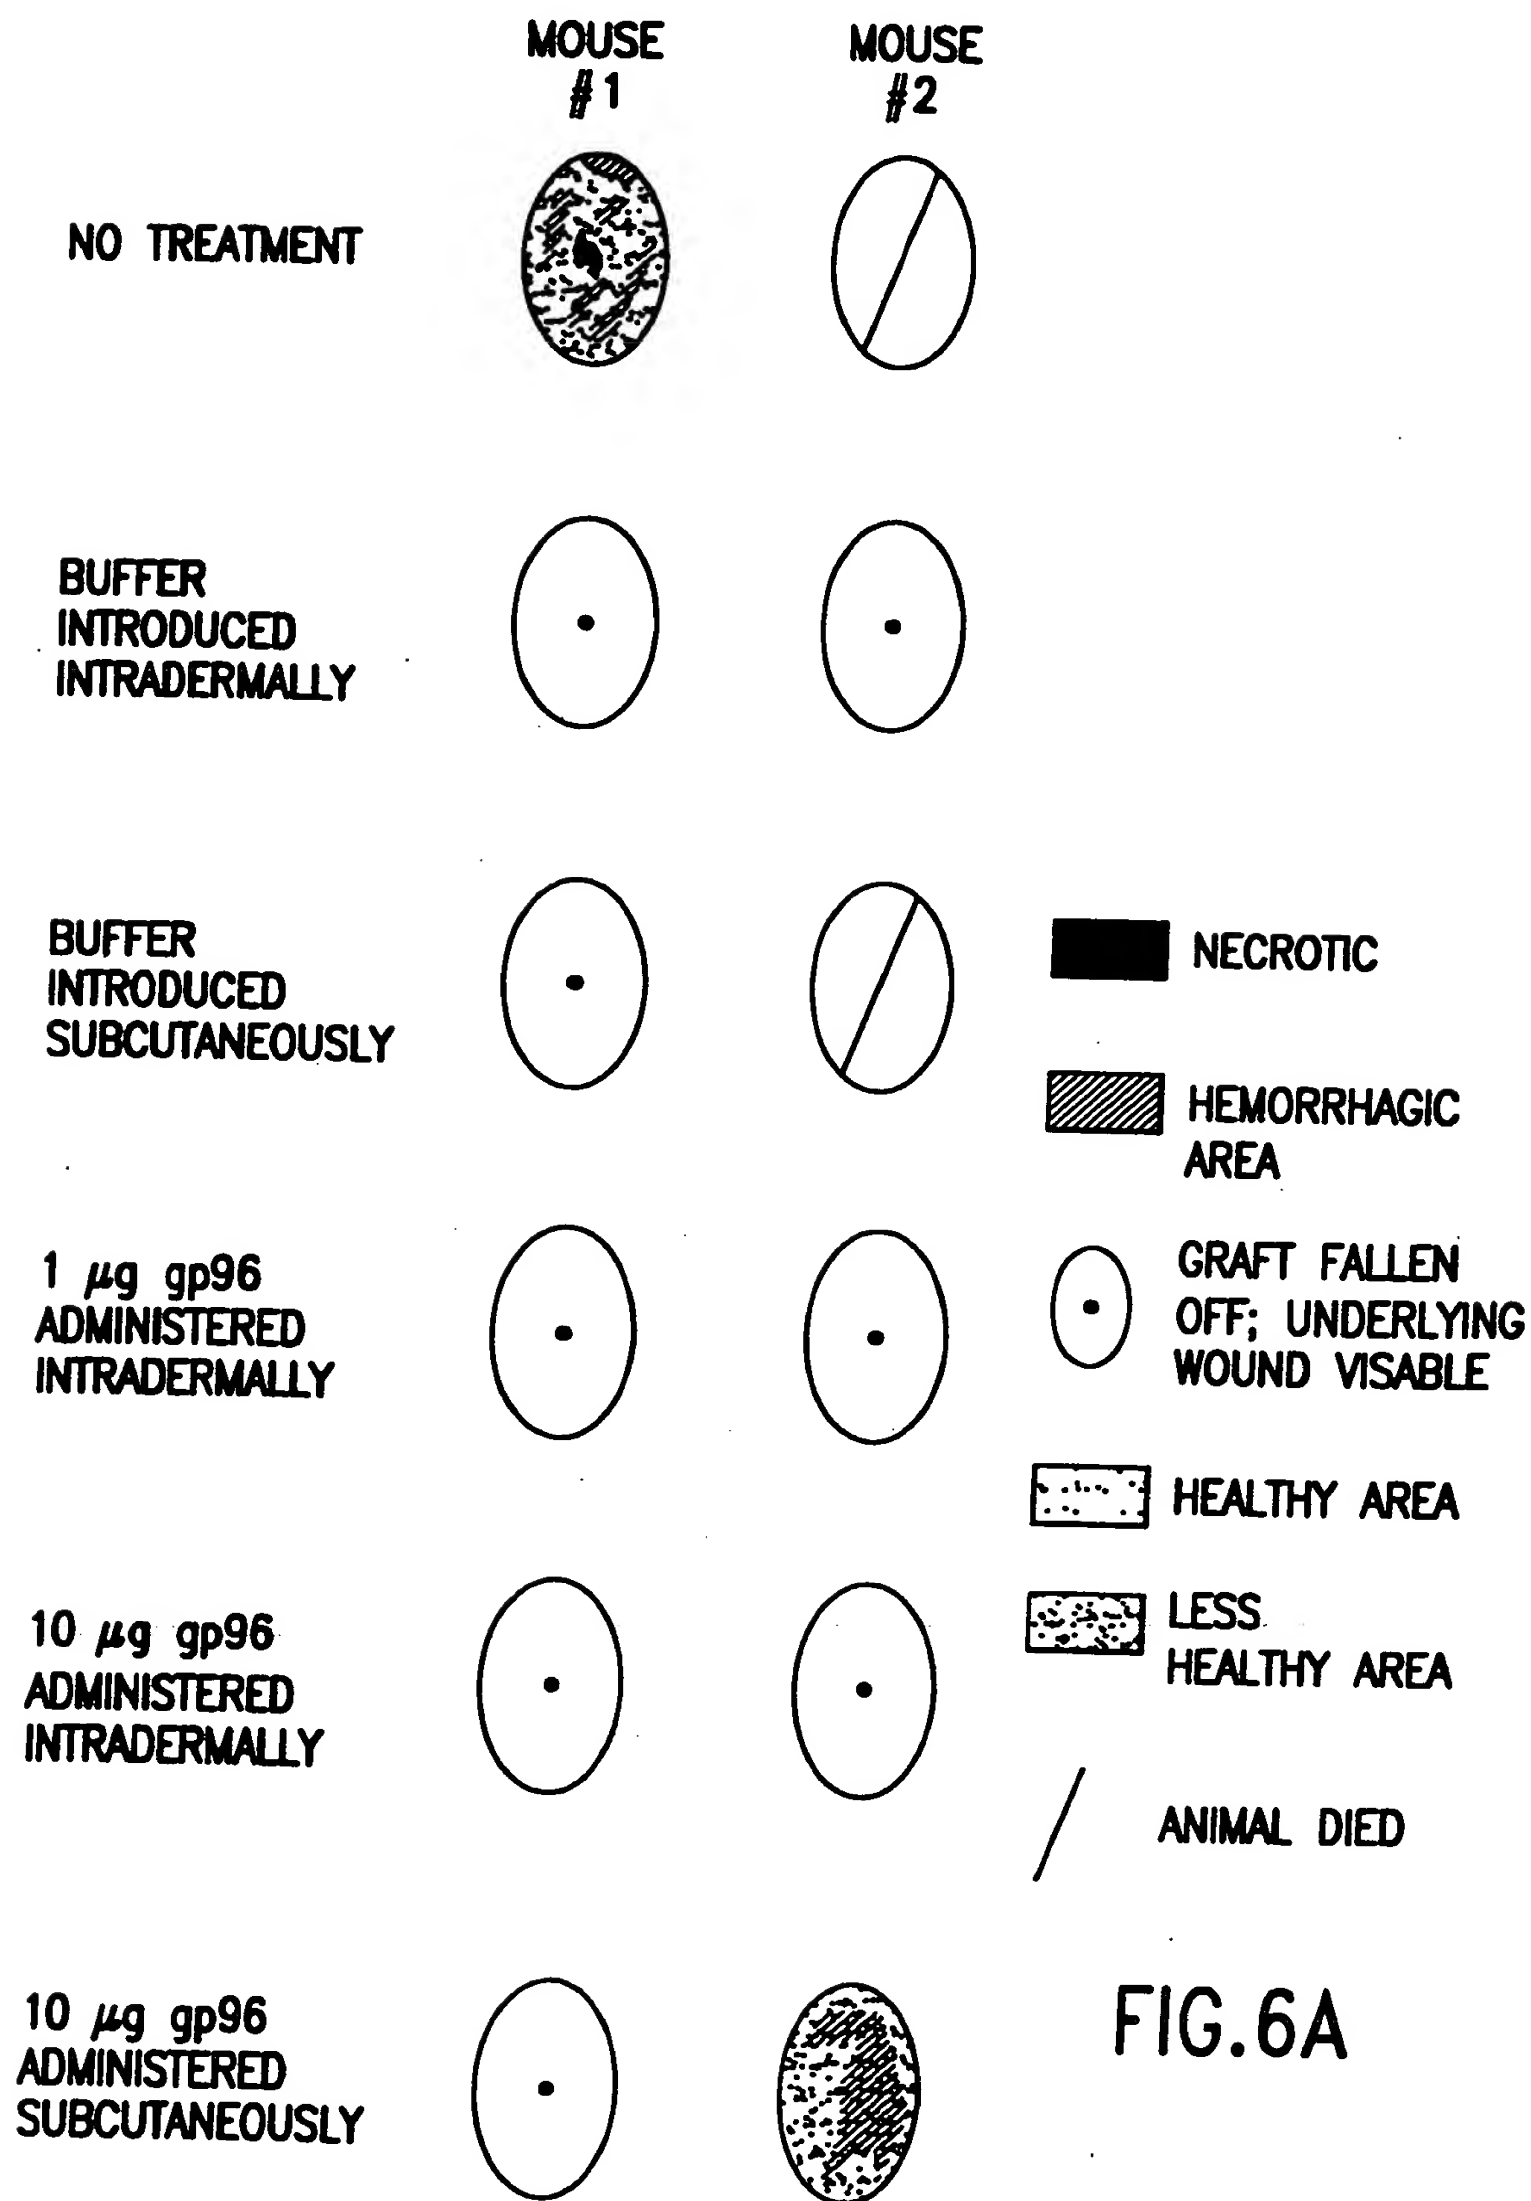 MOUSE
#1
MOUSE
#2
NO TREATMENT
BUFFER
INTRODUCED
INTRADERMALLY
BUFFER
INTRODUCED
SUBCUTANEOUSLY
1 μg gp96
ADMINISTERED
INTRADERMALLY
10 μg gp96
ADMINISTERED
INTRADERMALLY
10 μg gp96
ADMINISTERED
SUBCUTANEOUSLY
NECROTIC
HEMORRHAGIC
AREA
GRAFT FALLEN
OFF; UNDERLYING
WOUND VISABLE
HEALTHY AREA
LESS
HEALTHY AREA
ANIMAL DIED
FIG.6A